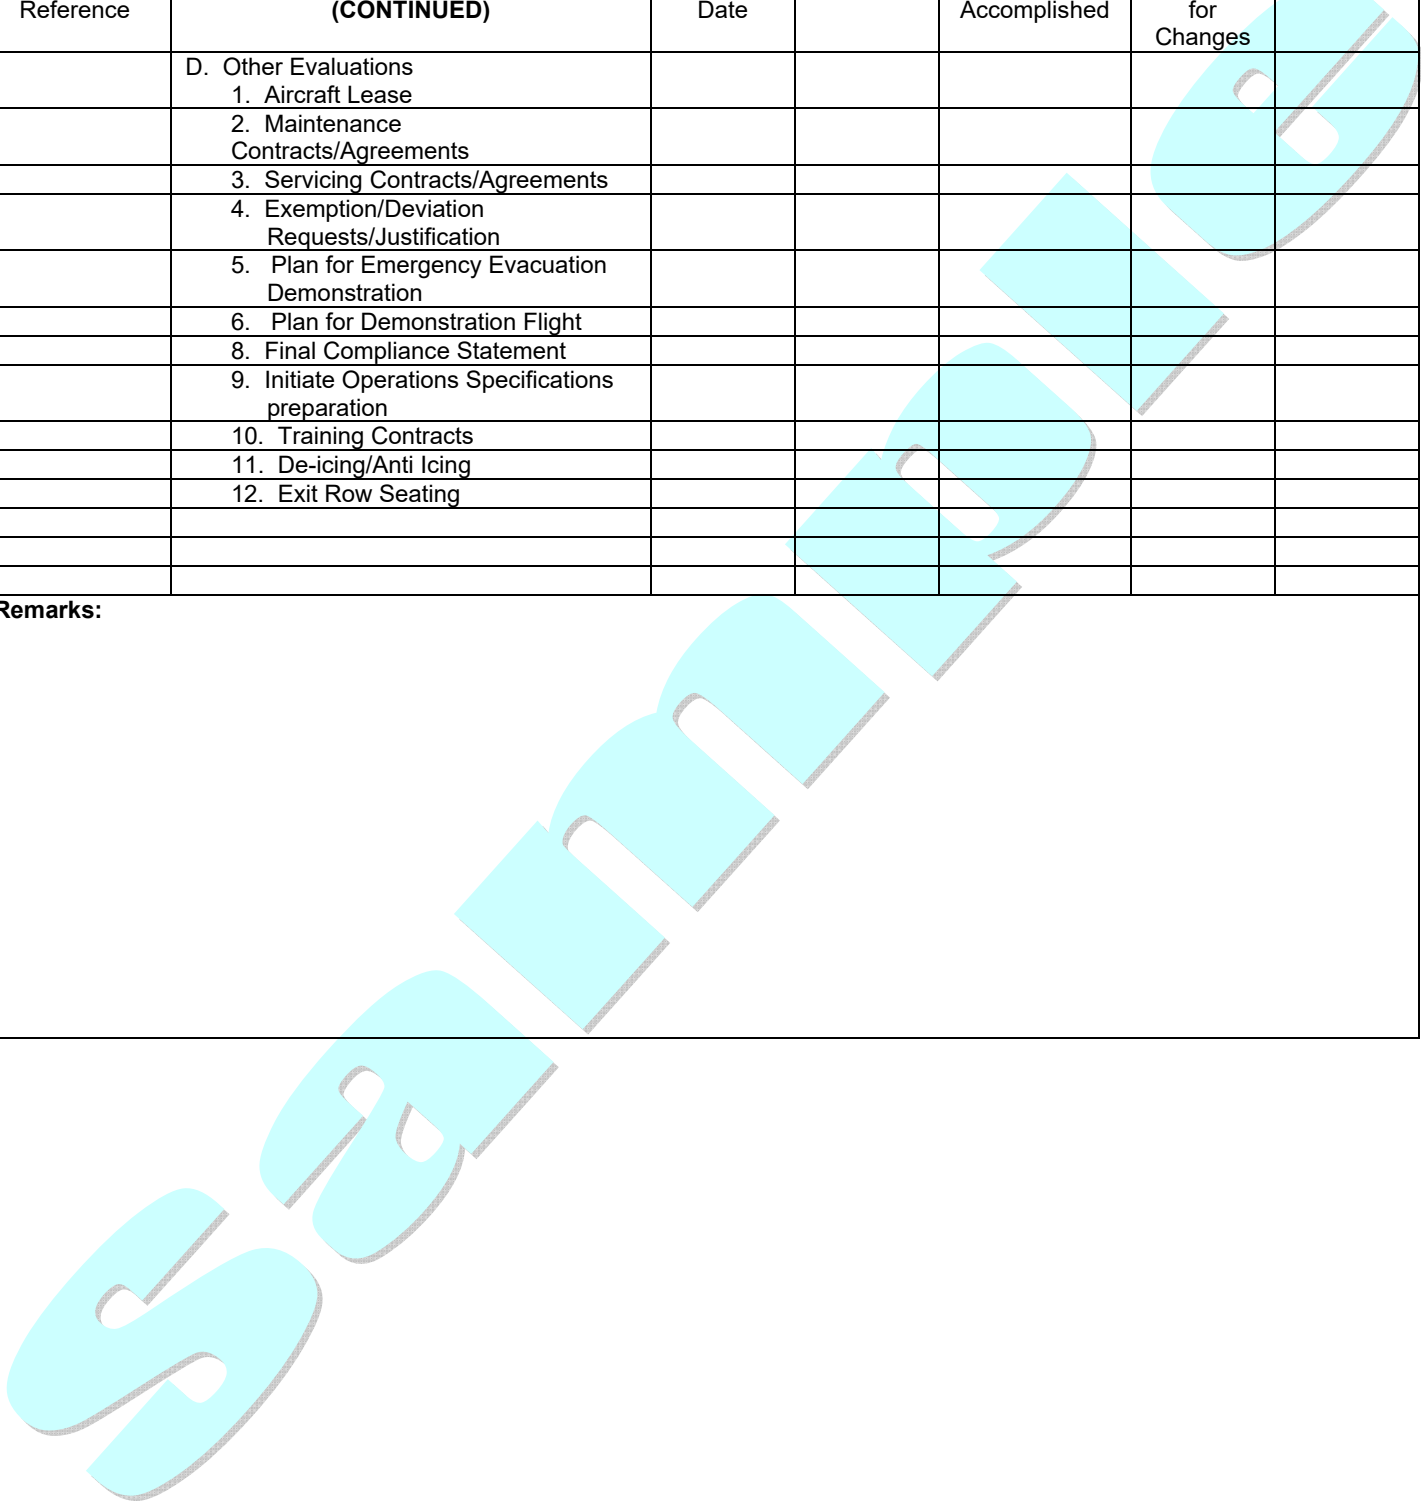 Reference (CONTINUED) Date Accomplished for
Changes
D. Other Evaluations
1. Aircraft Lease
2. Maintenance
Contracts/Agreements
3. Servicing Contracts/Agreements
4. Exemption/Deviation
Requests/Justification
5. Plan for Emergency Evacuation
Demonstration
6. Plan for Demonstration Flight
8. Final Compliance Statement
9. Initiate Operations Specifications
preparation
10. Training Contracts
11. De-icing/Anti Icing
12. Exit Row Seating
Remarks:
Sample